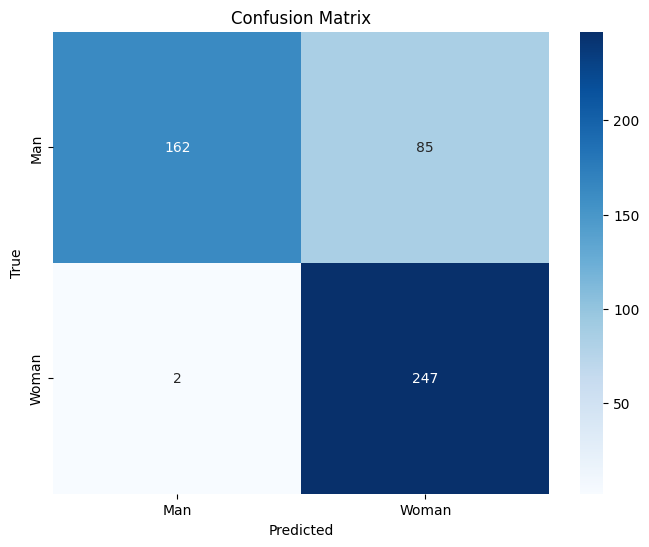 Confusion Matrix
Man
162
85
Woman
2
247
True
Man
Woman
Predicted
200
150
100
50